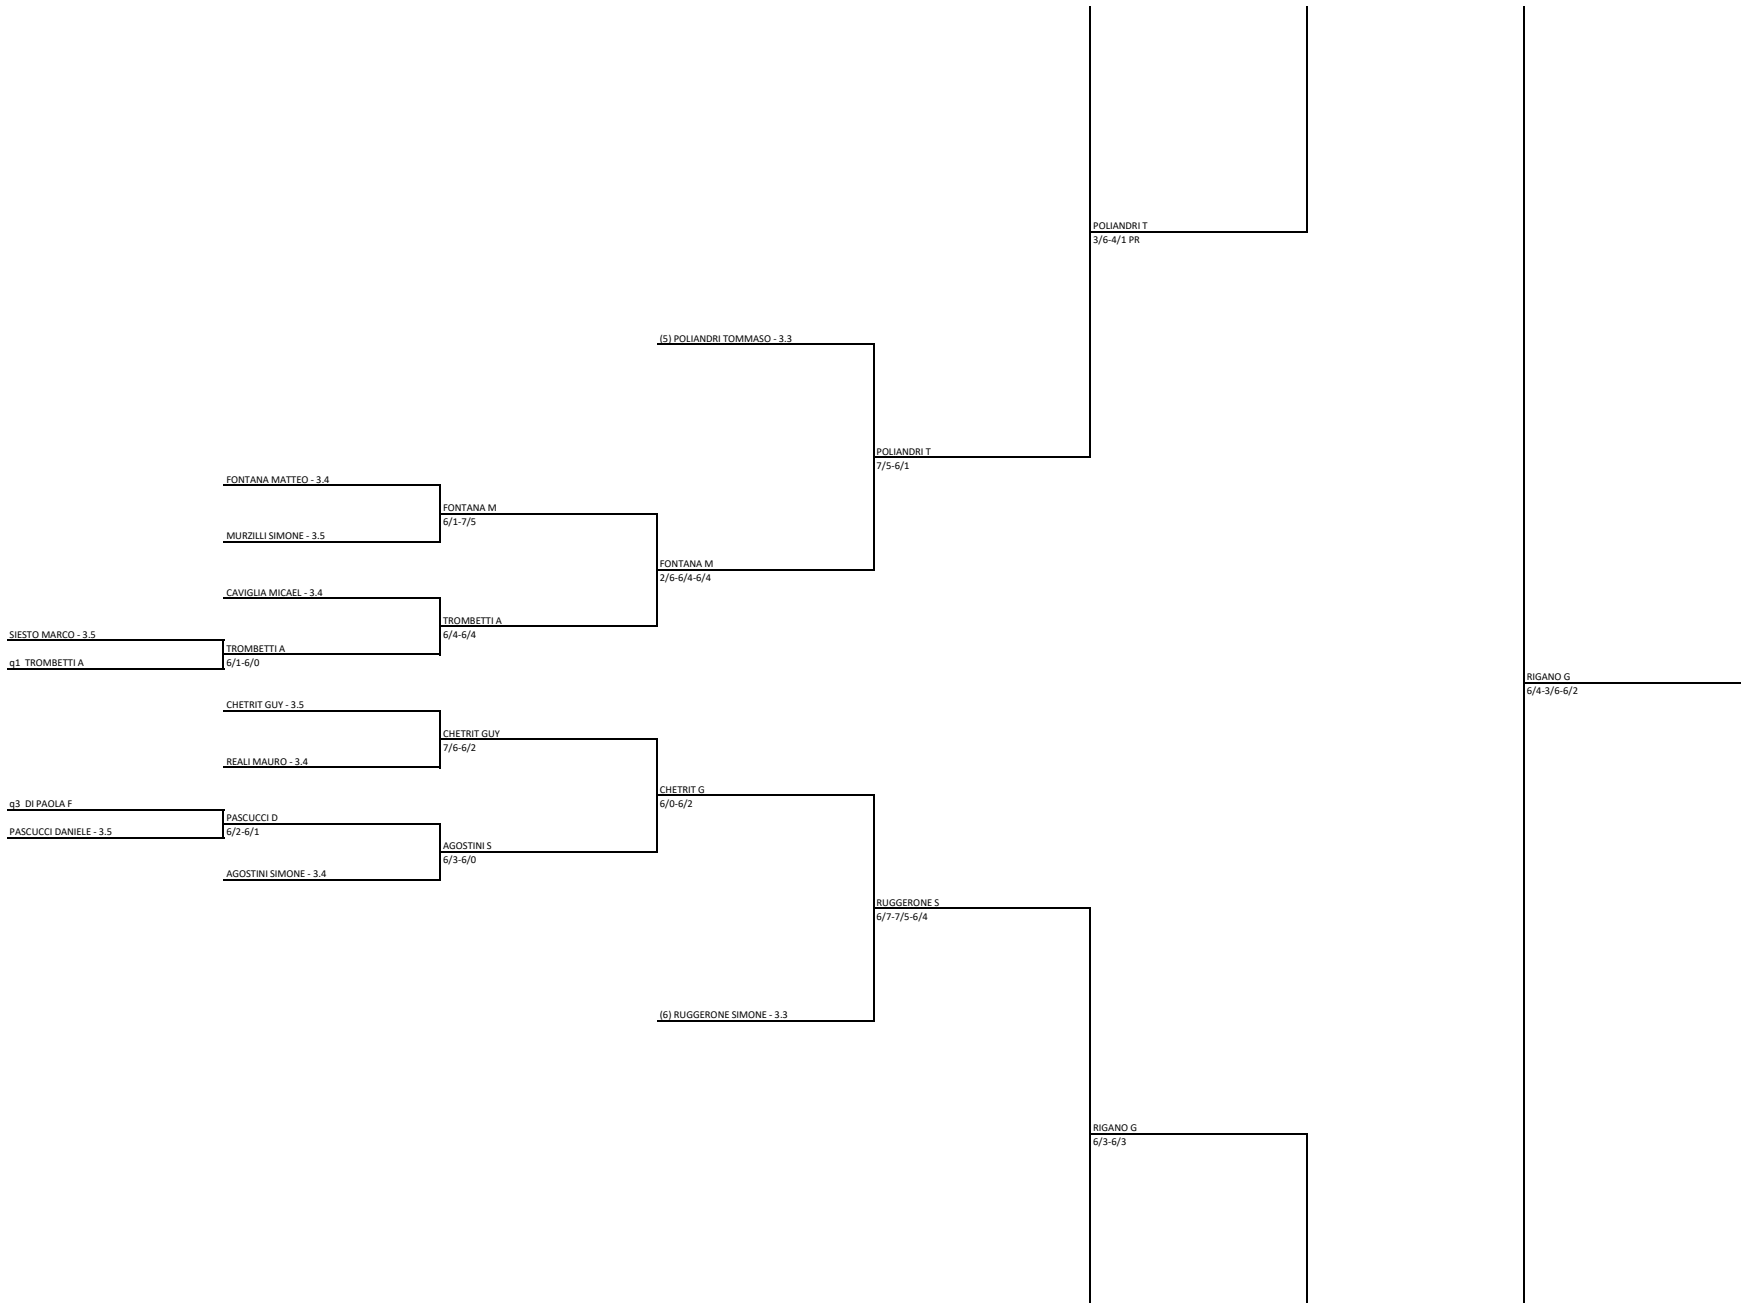 POLIANDRI T
3/6-4/1 PR
(5) POLIANDRI TOMMASO - 3.3
POLIANDRI T
7/5-6/1
FONTANA MATTEO - 3.4
FONTANA M
6/1-7/5
MURZILLI SIMONE - 3.5
FONTANA M
2/6-6/4-6/4
CAVIGLIA MICAEL - 3.4
TROMBETTI A
6/4-6/4
SIESTO MARCO - 3.5
TROMBETTI A
6/1-6/0
q1 TROMBETTI A
RIGANO G
6/4-3/6-6/2
CHETRIT GUY - 3.5
CHETRIT GUY
7/6-6/2
REALI MAURO - 3.4
CHETRIT G
6/0-6/2
q3 DI PAOLA F
PASCUCCI D
6/2-6/1
PASCUCCI DANIELE - 3.5
AGOSTINI S
6/3-6/0
AGOSTINI SIMONE - 3.4
RUGGERONE S
6/7-7/5-6/4
(6) RUGGERONE SIMONE - 3.3
RIGANO G
6/3-6/3